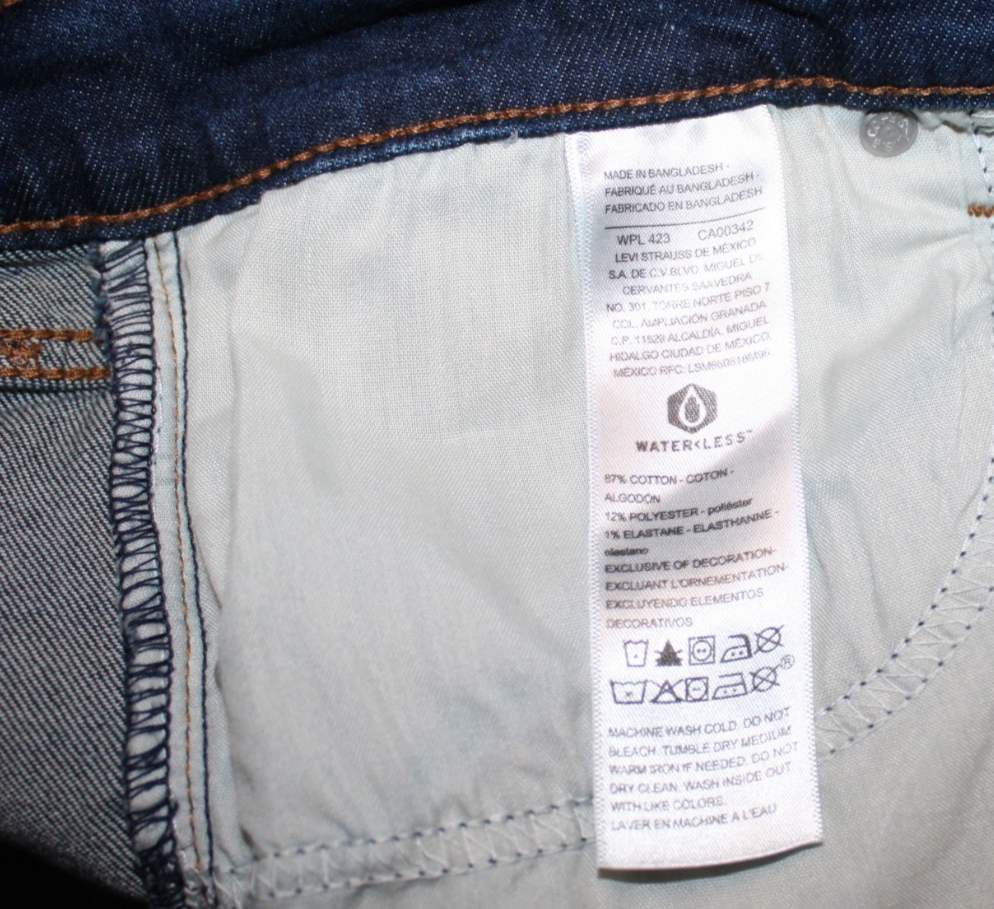 MADE IN BANGLADESH -
FABRIQUÉ AU BANGLADESH -
FABRICADO EN BANGLADESH
WPL 423 CA00342
LEVI STRAUSS DE MÉXICO
S.A. DE C.V.BLVD. MIGUEL DE
CERVANTES SAAVEDRA
NO. 301 TORRE NORTE PISO 7
COL. AMPLIACIÓN GRANADA
C.P. 11529 ALCALDÍA. MIGUEL
HIDALGO CIUDAD DE MÉXICO,
MÉXICO RFC:
WATER<LESS™
87% COTTON - COTON -
ALGODÓN
12% POLYESTER - poliéster
1% ELASTANE - ELASTHANNE -
elastano
EXCLUSIVE OF DECORATION-
EXCLUANT L'ORNEMENTATION-
EXCLUYENDO ELEMENTOS
DECORATIVOS
MACHINE WASH COLD. DO NOT
BLEACH. TUMBLE DRY MEDIUM
WARM IRON IF NEEDED. DO NOT
DRY CLEAN. WASH INSIDE OUT
WITH LIKE COLORS.
LAVER EN MACHINE A L'EAU